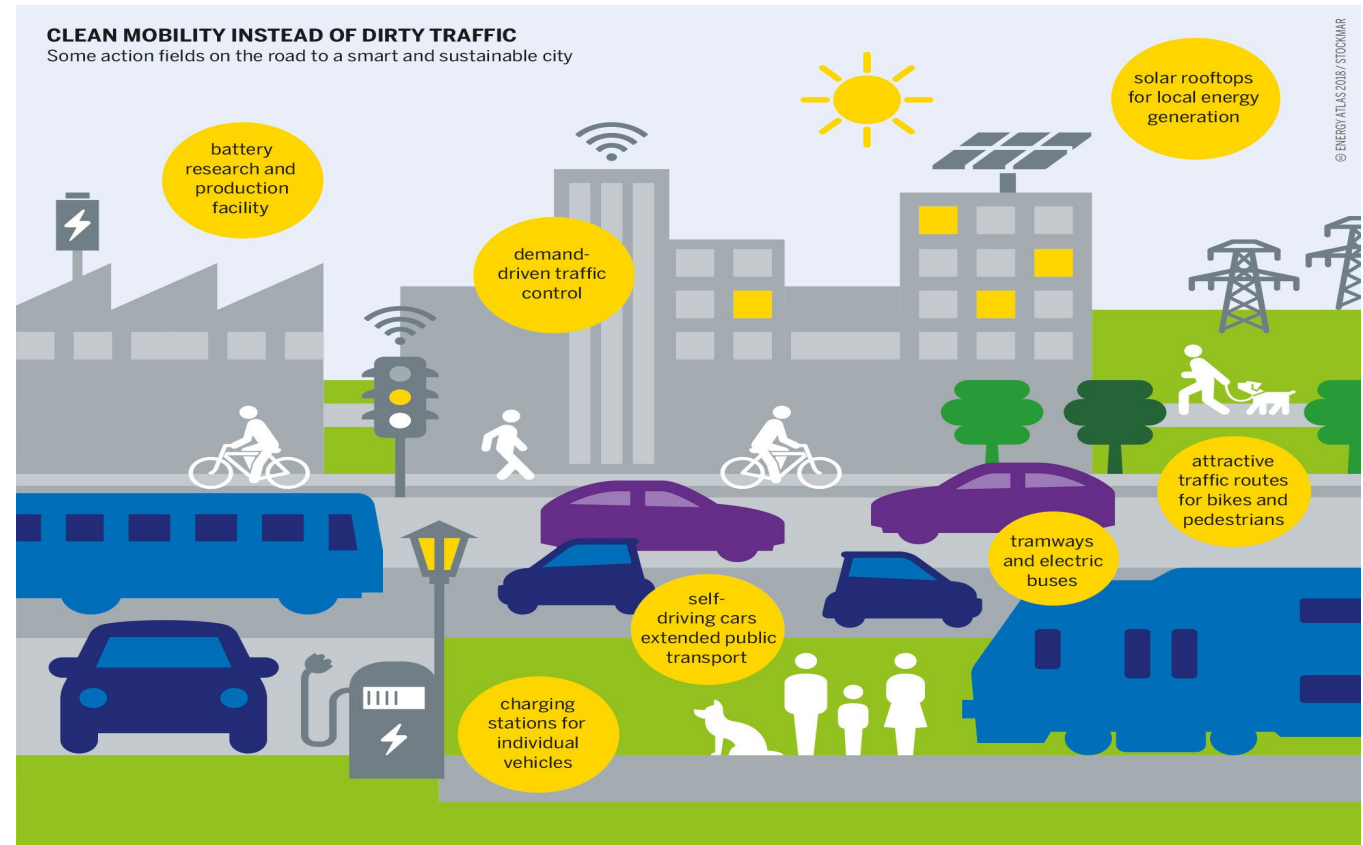 CLEAN MOBILITY INSTEAD OF DIRTY TRAFFIC
Some action fields on the road to a smart and sustainable city
battery
research and
production
facility
demand-
driven traffic
control
solar rooftops
for local energy
generation
© ENERGY ATLAS 2018 / STOCKMAR
attractive
traffic routes
for bikes and
pedestrians
tramways
and electric
buses
self-
driving cars
extended public
transport
charging
stations for
individual
vehicles